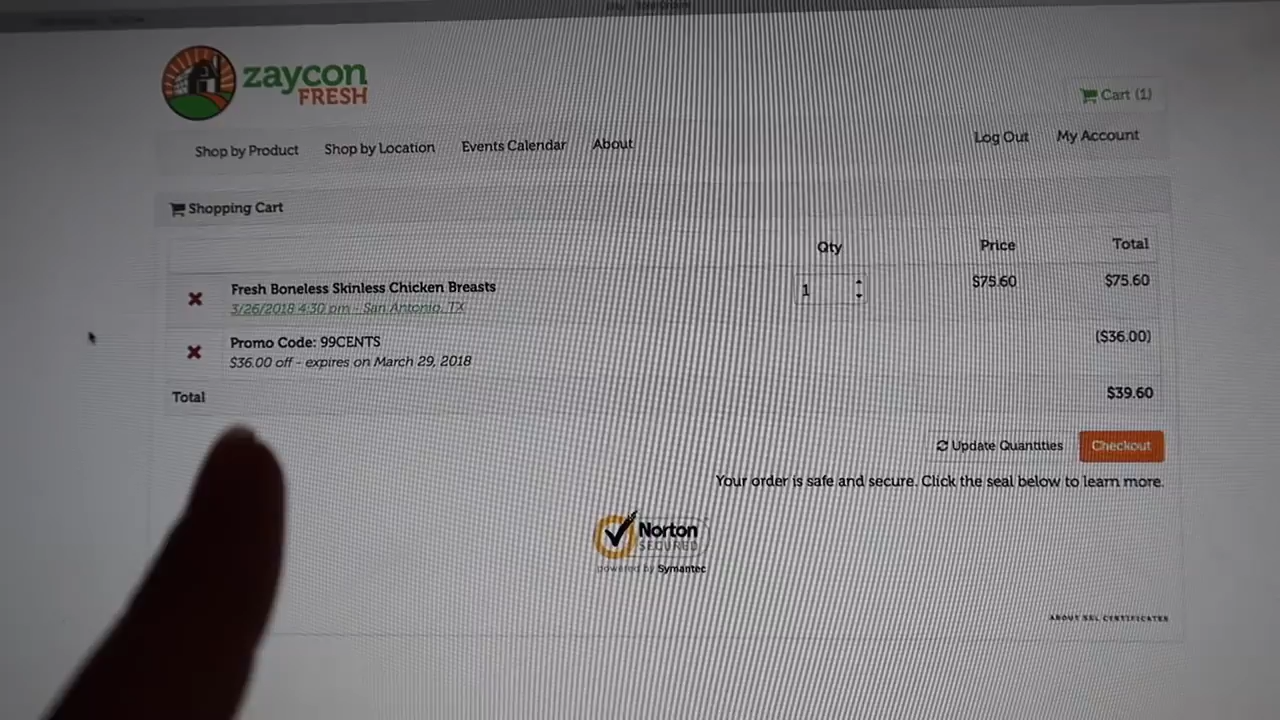 zaycon
FRESH
Cart (1)
Shop by Product Shop by Location Events Calendar About Log Out My Account
Shopping Cart
Qty Price Total
Fresh Boneless Skinless Chicken Breasts 1 $75.60 $75.60
3/26/2018 4:30 pm - San Antonio, TX
Promo Code: 99CENTS ($36.00)
$36.00 off - expires on March 29, 2018
Total $39.60
Update Quantities Checkout
Your order is safe and secure. Click the seal below to learn more.
Norton
SECURED
powered by Symantec
ABOUT SSL CERTIFICATES